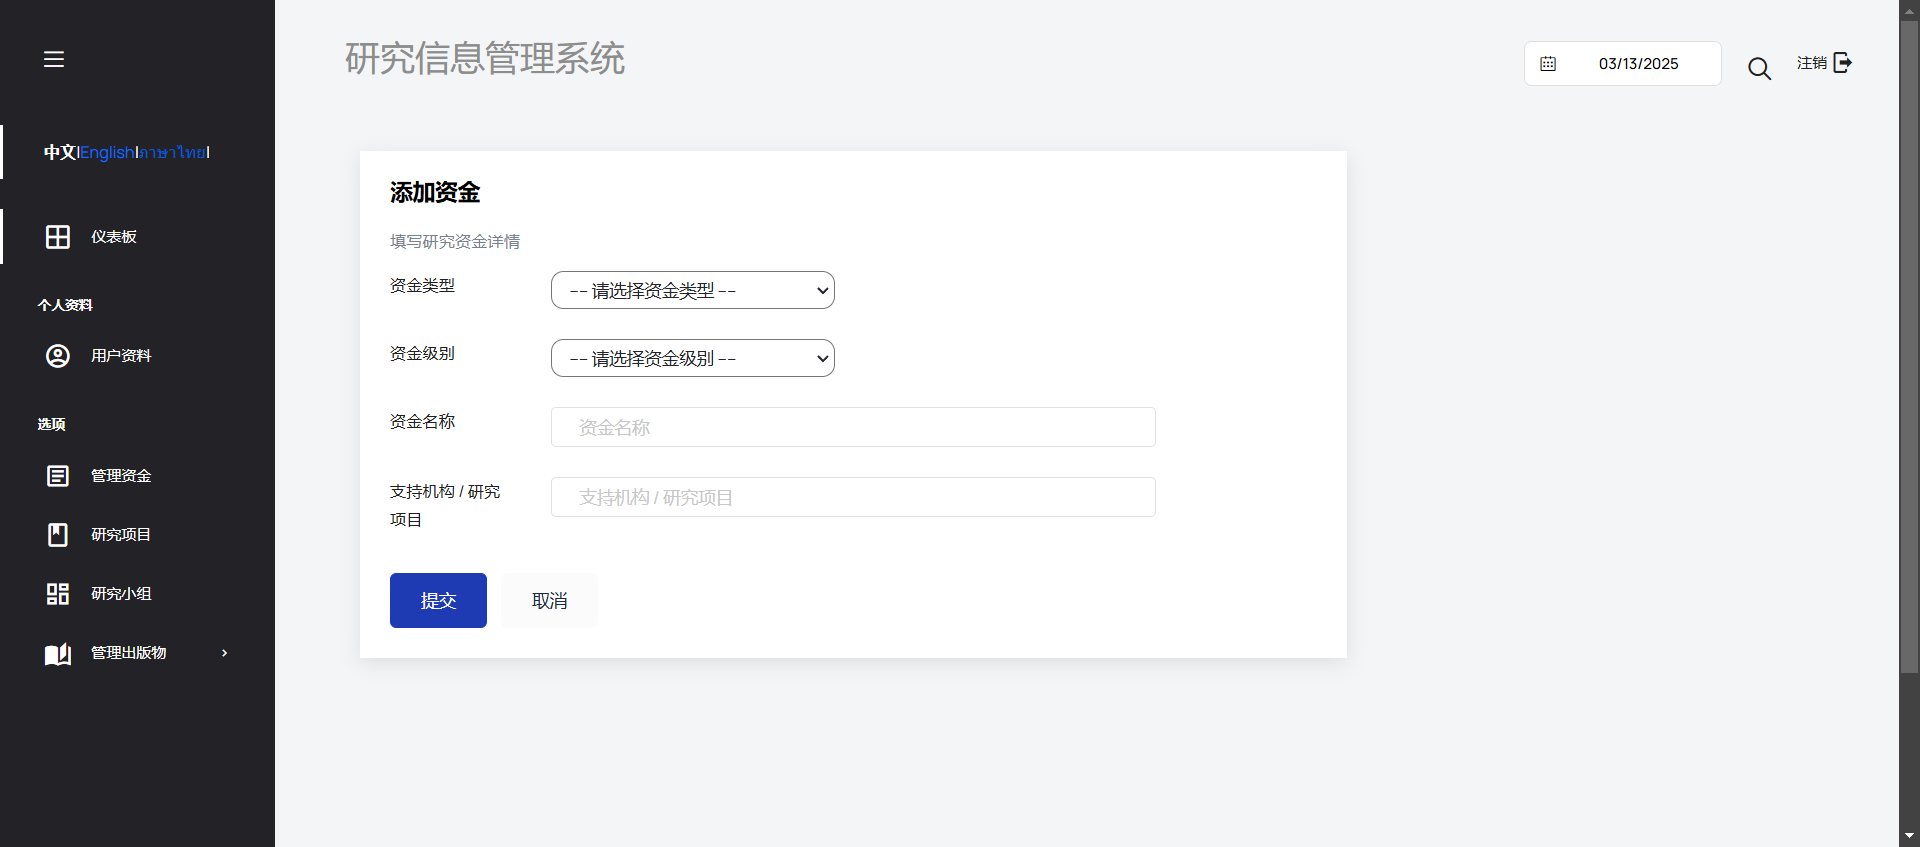 研究信息管理系统
03/13/2025
注销
中文|English|ภาษาไทย|
仪表板
个人资料
用户资料
选项
管理资金
研究项目
研究小组
管理出版物
添加资金
填写研究资金详情
资金类型
-- 请选择资金类型 --
资金级别
-- 请选择资金级别 --
资金名称
资金名称
支持机构 / 研究
项目
支持机构 / 研究项目
提交
取消